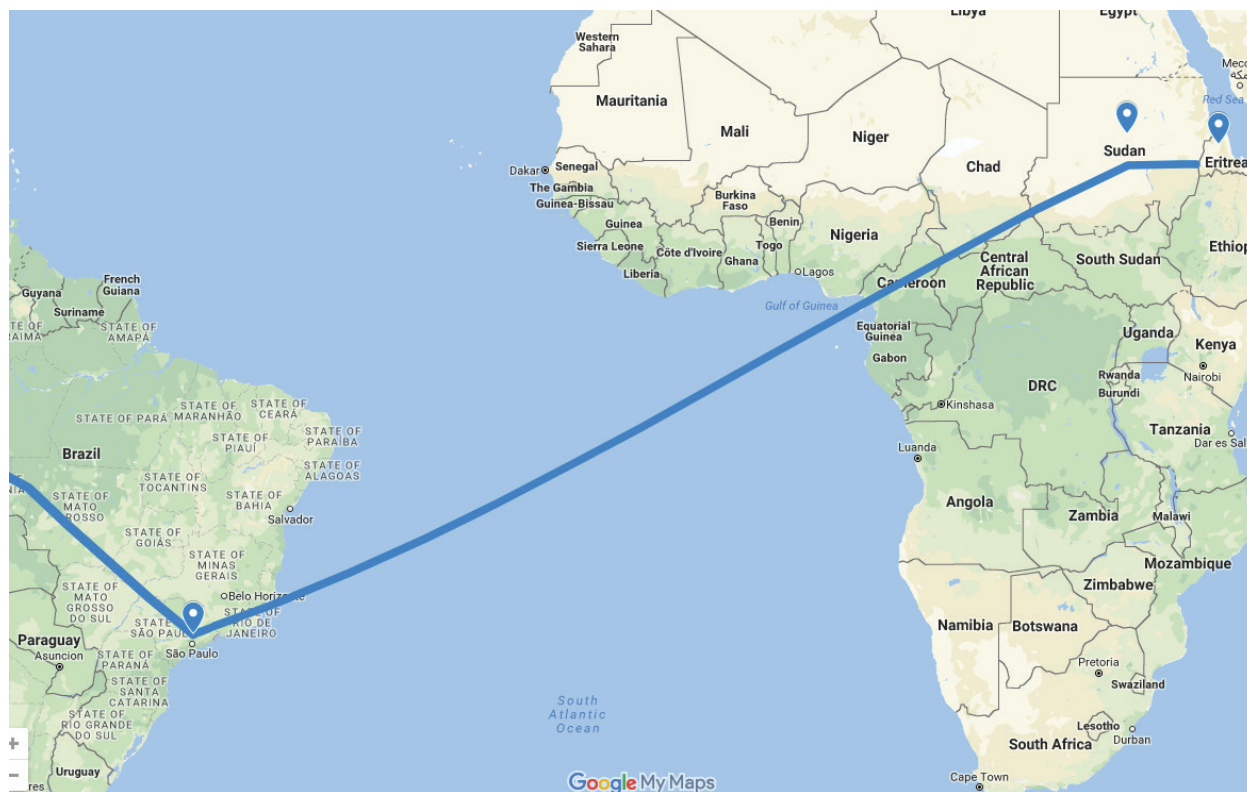 Libya
Egypt
Western
Sahara
Mecca
مكة
Red Sea
Mauritania
Mali
Niger
Chad
Sudan
Eritrea
Dakar
Senegal
The Gambia
Guinea-Bissau
Burkina
Faso
Guinea
Benin
Sierra Leone
Côte d'Ivoire
Togo
Ghana
Nigeria
Liberia
Lagos
Cameroon
Central
African
Republic
South Sudan
Ethiop
Gulf of Guinea
Equatorial
Guinea
Gabon
Uganda
Kenya
Nairobi
Rwanda
Burundi
DRC
Kinshasa
Tanzania
Dar es Sal
Luanda
Angola
Zambia
Malawi
Mozambique
Zimbabwe
Namibia
Botswana
Pretoria
Swaziland
Lesotho
Durban
South Africa
Cape Town
French
Guiana
Guyana
Suriname
TE OF
RAIMA
STATE OF
AMAPÁ
STATE OF PARÁ
STATE OF
MARANHÃO
STATE OF
CEARÁ
STATE OF
PIAUÍ
STATE OF
PARAÍBA
STATE OF
ALAGOAS
Brazil
STATE OF
TOCANTINS
STATE OF
BAHIA
STATE OF
MATO
ROSSO
Salvador
STATE OF
GOIÁS
STATE OF
MINAS
GERAIS
Belo Horizonte
STATE OF
MATO
GROSSO
DO SUL
STATE OF
SÃO PAULO
STATE OF
RIO DE
JANEIRO
São Paulo
Paraguay
Asuncion
STATE OF
PARANÁ
STATE OF
SANTA
CATARINA
STATE OF
RIO GRANDE
DO SUL
Uruguay
res
South
Atlantic
Ocean
+
−
Google My Maps